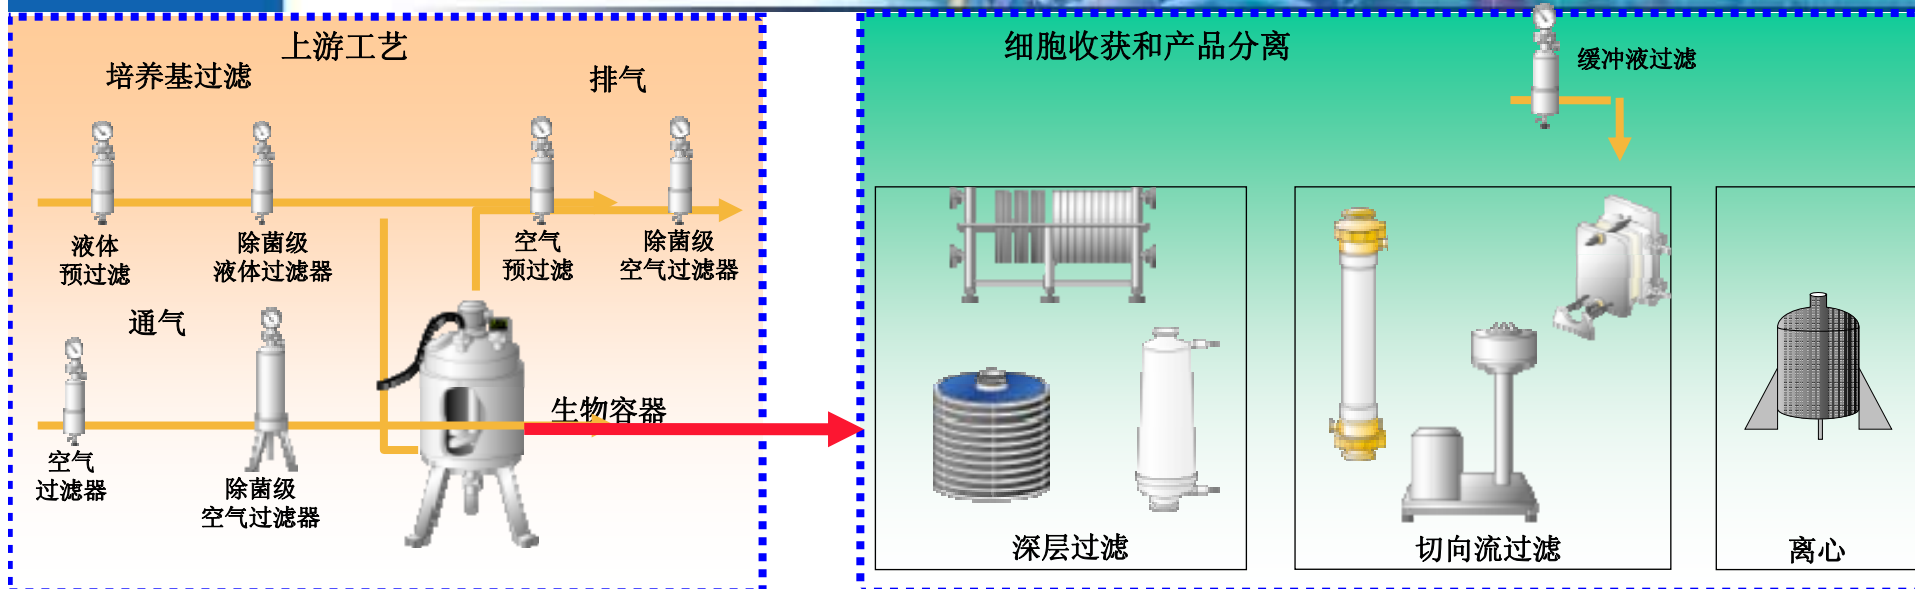 上游工艺
培养基过滤
排气
液体
预过滤
除菌级
液体过滤器
空气
预过滤
除菌级
空气过滤器
通气
生物容器
空气
过滤器
除菌级
空气过滤器
细胞收获和产品分离
缓冲液过滤
深层过滤
切向流过滤
离心